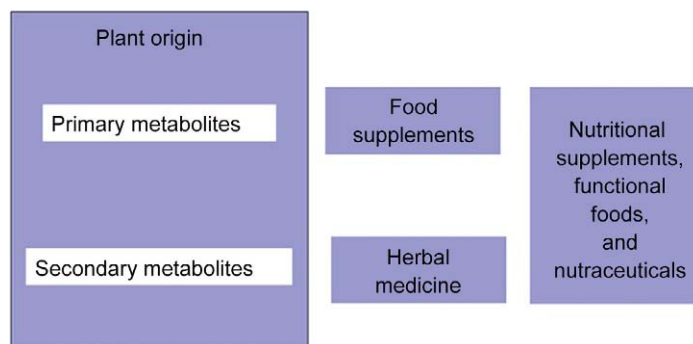 Plant origin
Primary metabolites
Secondary metabolites
Food
supplements
Herbal
medicine
Nutritional
supplements,
functional
foods,
and
nutraceuticals